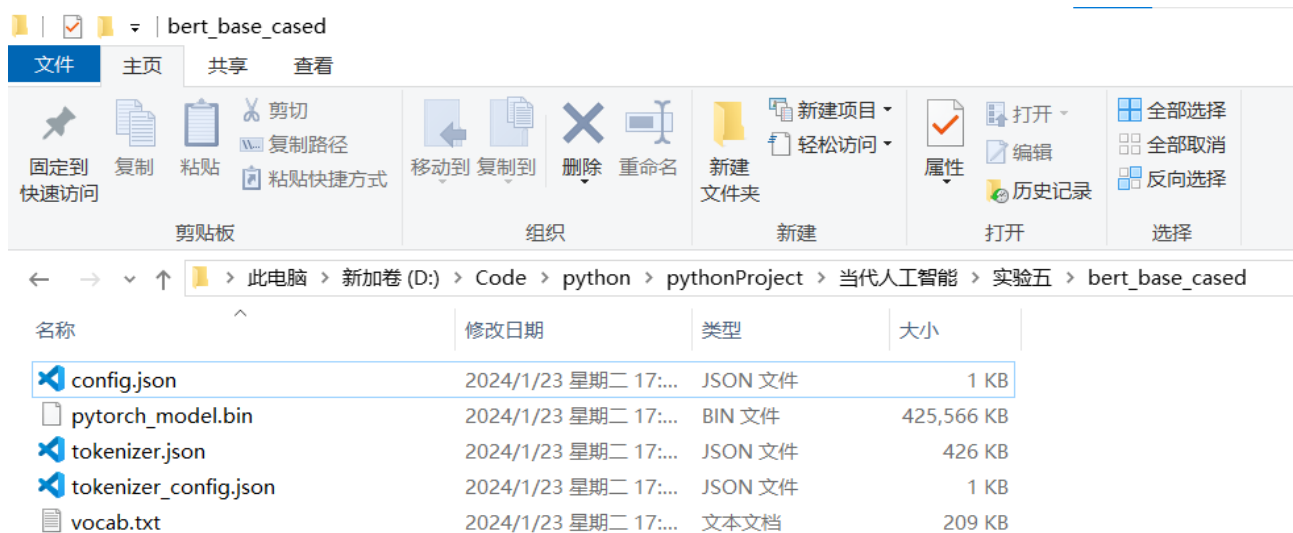 bert_base_cased
文件 主页 共享 查看
固定到快速访问 复制 粘贴 剪切 复制路径 粘贴快捷方式 移动到 复制到 删除 重命名 新建文件夹 新建项目 轻松访问 属性 打开 编辑 历史记录 全部选择 全部取消 反向选择
剪贴板 组织 新建 打开 选择
此电脑 > 新加卷 (D:) > Code > python > pythonProject > 当代人工智能 > 实验五 > bert_base_cased
名称 修改日期 类型 大小
config.json 2024/1/23 星期二 17:... JSON 文件 1 KB
pytorch_model.bin 2024/1/23 星期二 17:... BIN 文件 425,566 KB
tokenizer.json 2024/1/23 星期二 17:... JSON 文件 426 KB
tokenizer_config.json 2024/1/23 星期二 17:... JSON 文件 1 KB
vocab.txt 2024/1/23 星期二 17:... 文本文档 209 KB